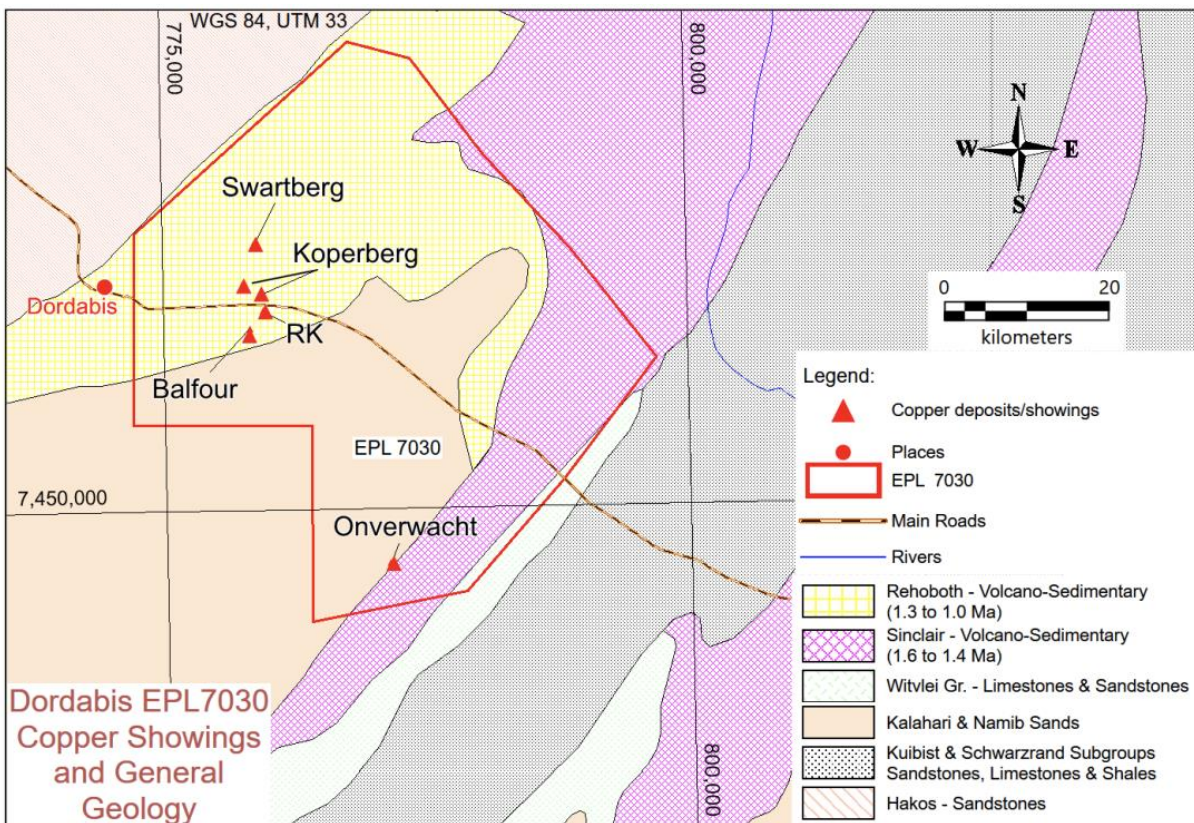 WGS 84, UTM 33
775,000
800,000
N
W
E
S
Swartberg
Koperberg
Dordabis
RK
Balfour
0
20
kilometers
EPL 7030
7,450,000
Onverwacht
800,000
Legend:
Copper deposits/showings
Places
EPL 7030
Main Roads
Rivers
Rehoboth - Volcano-Sedimentary
(1.3 to 1.0 Ma)
Sinclair - Volcano-Sedimentary
(1.6 to 1.4 Ma)
Witvlei Gr. - Limestones & Sandstones
Kalahari & Namib Sands
Kuibist & Schwarzrand Subgroups
Sandstones, Limestones & Shales
Hakos - Sandstones
Dordabis EPL7030
Copper Showings
and General
Geology